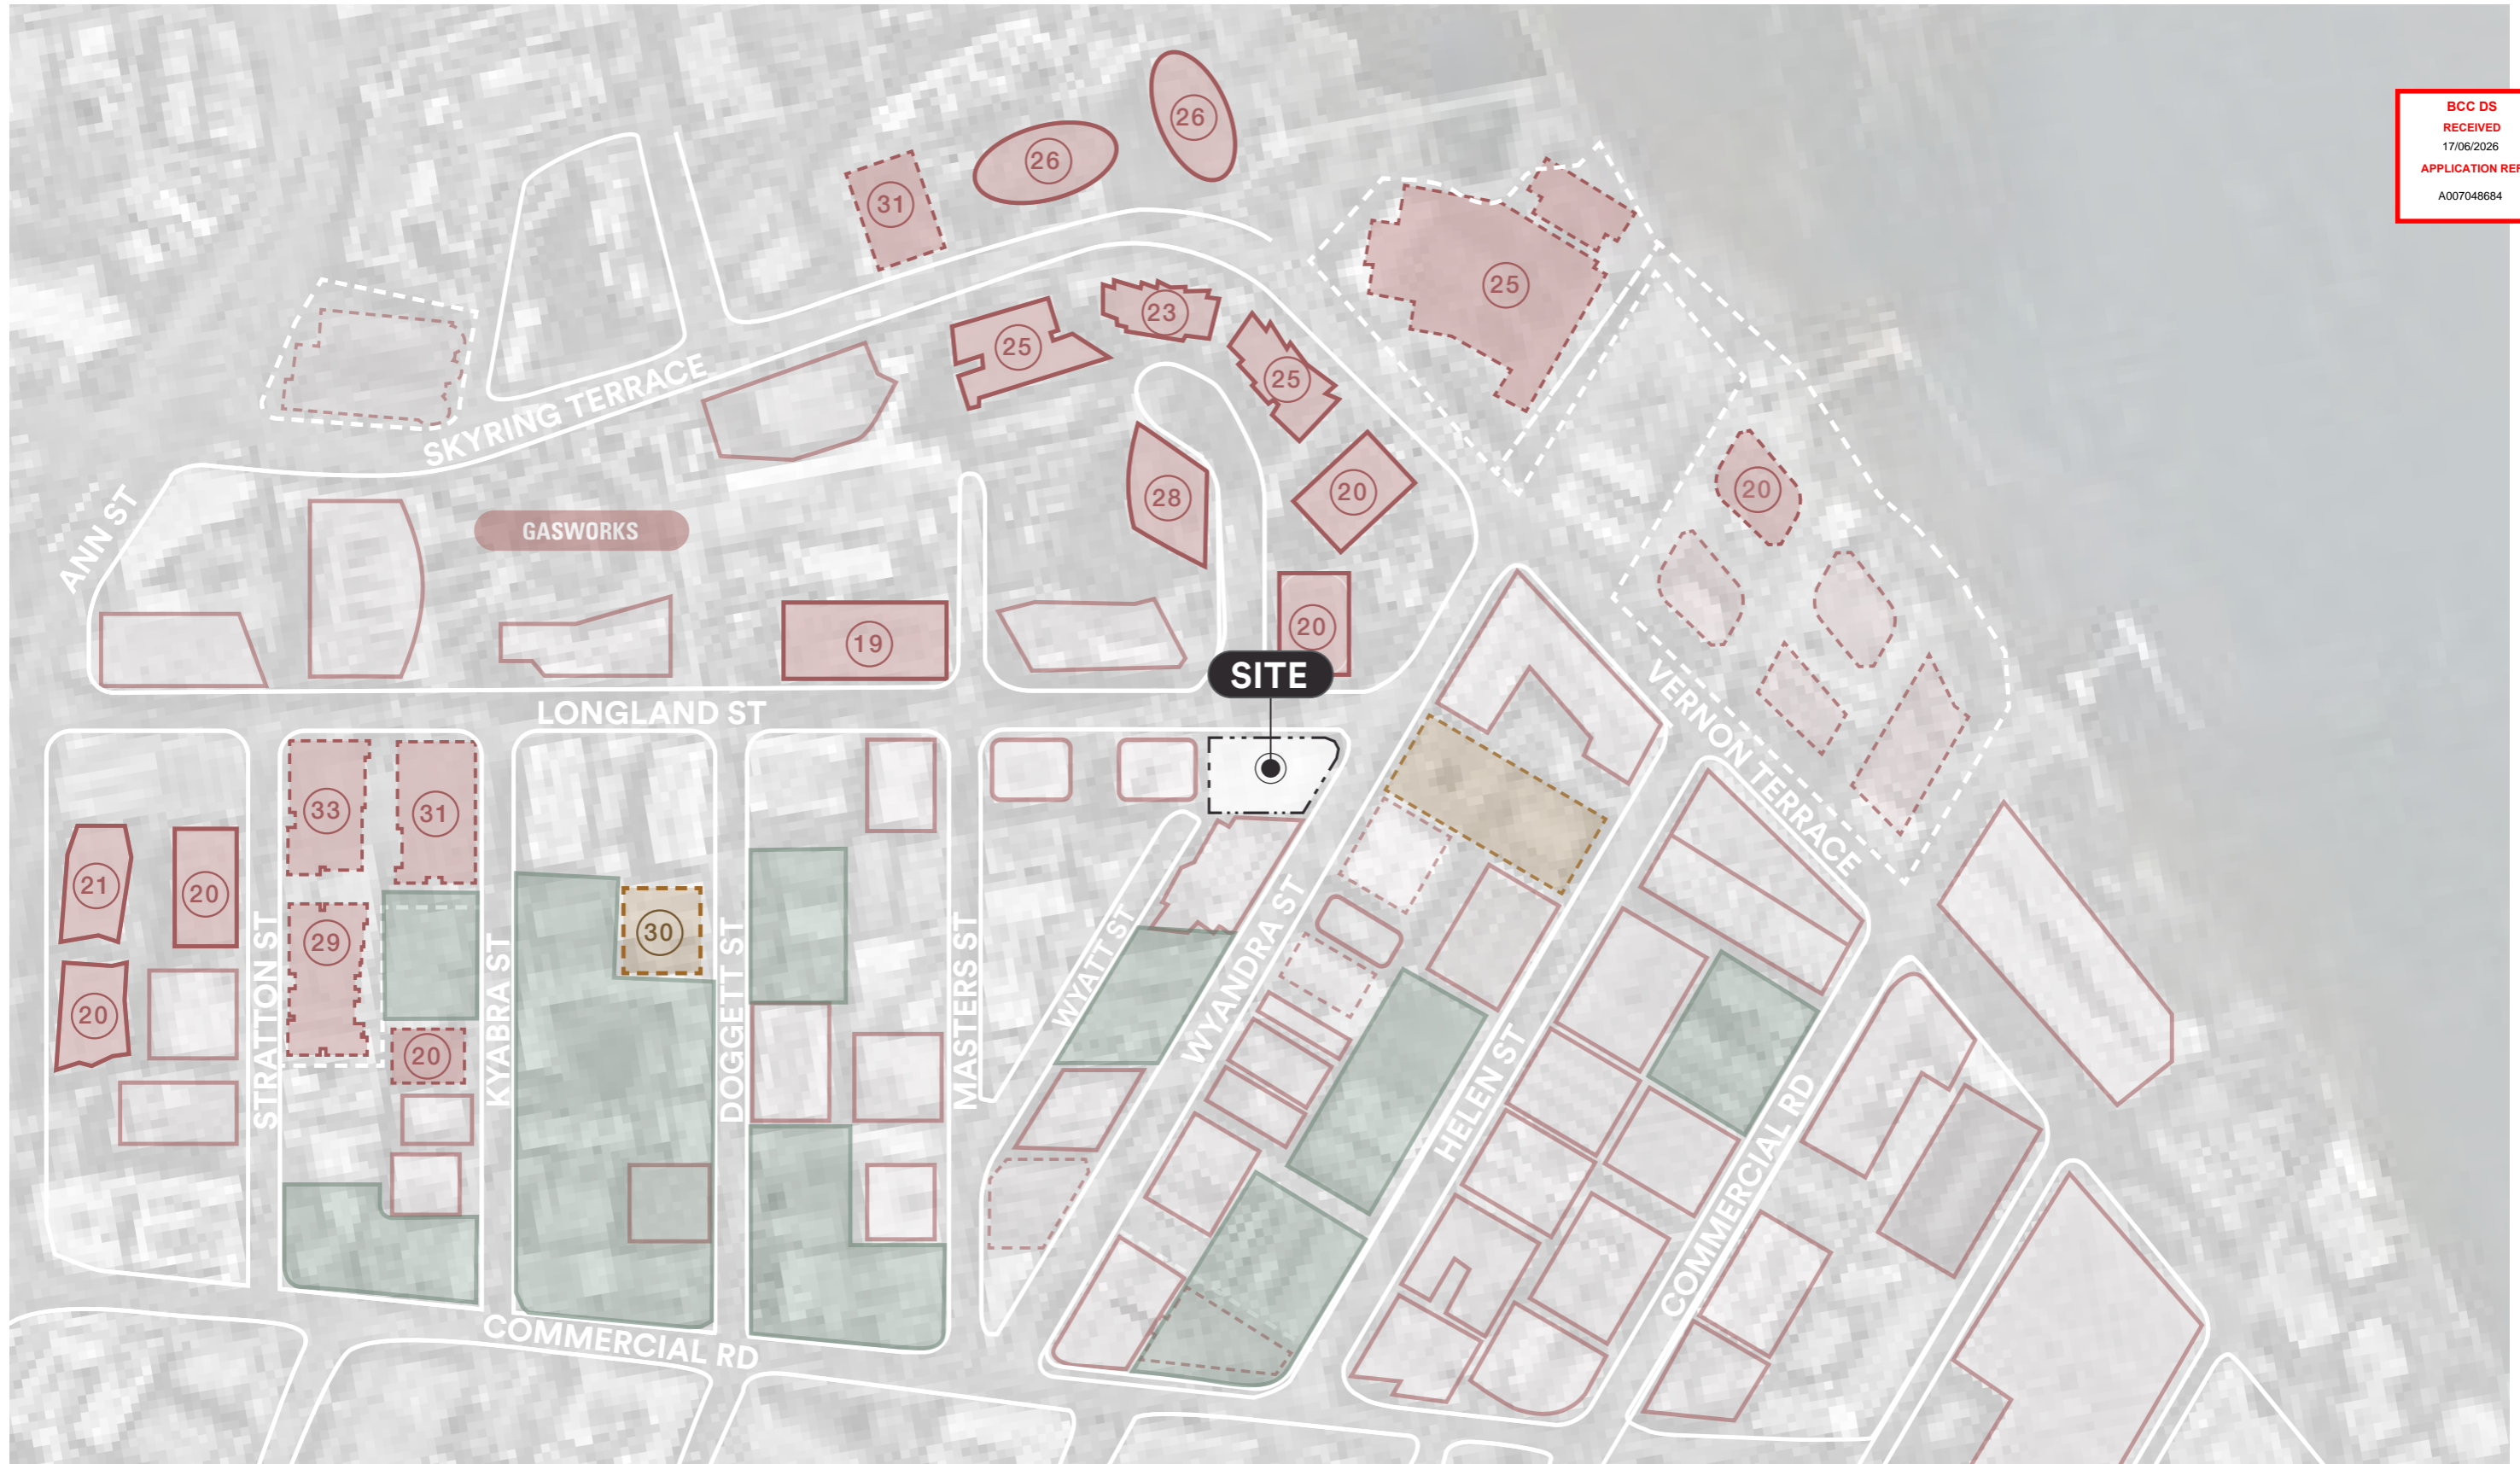 BCC DS
RECEIVED
17/06/2026
APPLICATION REF
A007048684
26
26
31
25
23
25
25
28
20
20
SKYRING TERRACE
ANN ST
GASWORKS
19
20
SITE
LONGLAND ST
VERNON TERRACE
33
31
21
20
30
29
20
20
STRATTON ST
KYABRA ST
DOGGETT ST
MASTERS ST
WYATT ST
WYANDRA ST
HELEN ST
COMMERCIAL RD
COMMERCIAL RD